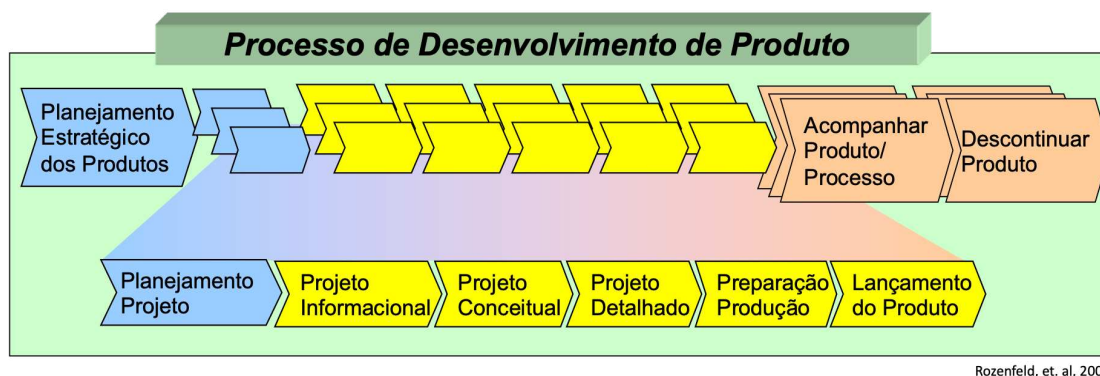 Processo de Desenvolvimento de Produto
Planejamento
Estratégico
dos Produtos
Acompanhar
Produto/
Processo
Descontinuar
Produto
Planejamento
Projeto
Projeto
Informacional
Projeto
Conceitual
Projeto
Detalhado
Preparação
Produção
Lançamento
do Produto
Rozenfeld, et. al, 200